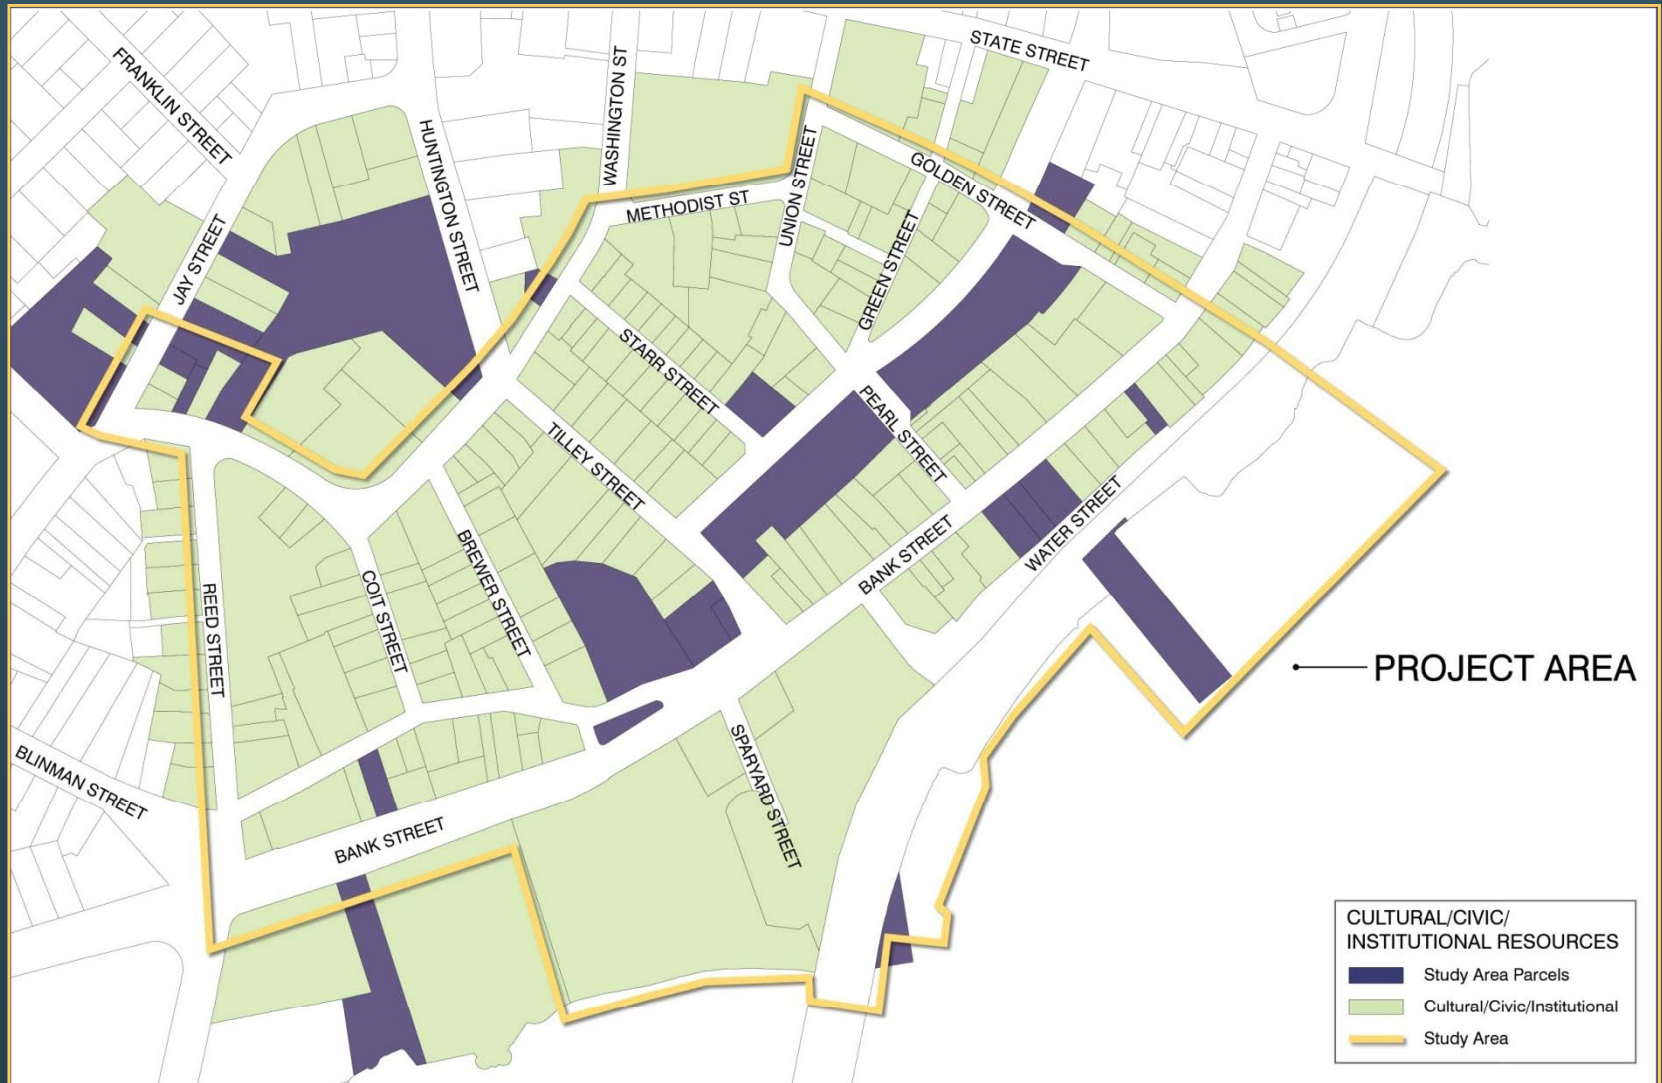 STATE STREET
FRANKLIN STREET
WASHINGTON ST
HUNTINGTON STREET
UNION STREET
GOLDEN STREET
METHODIST ST
JAY STREET
GREEN STREET
STARR STREET
PEARL STREET
TILLEY STREET
WATER STREET
BREWER STREET
BANK STREET
COIT STREET
REED STREET
PROJECT AREA
SPARYARD STREET
BLINMAN STREET
BANK STREET
CULTURAL/CIVIC/
INSTITUTIONAL RESOURCES
Study Area Parcels
Cultural/Civic/Institutional
Study Area